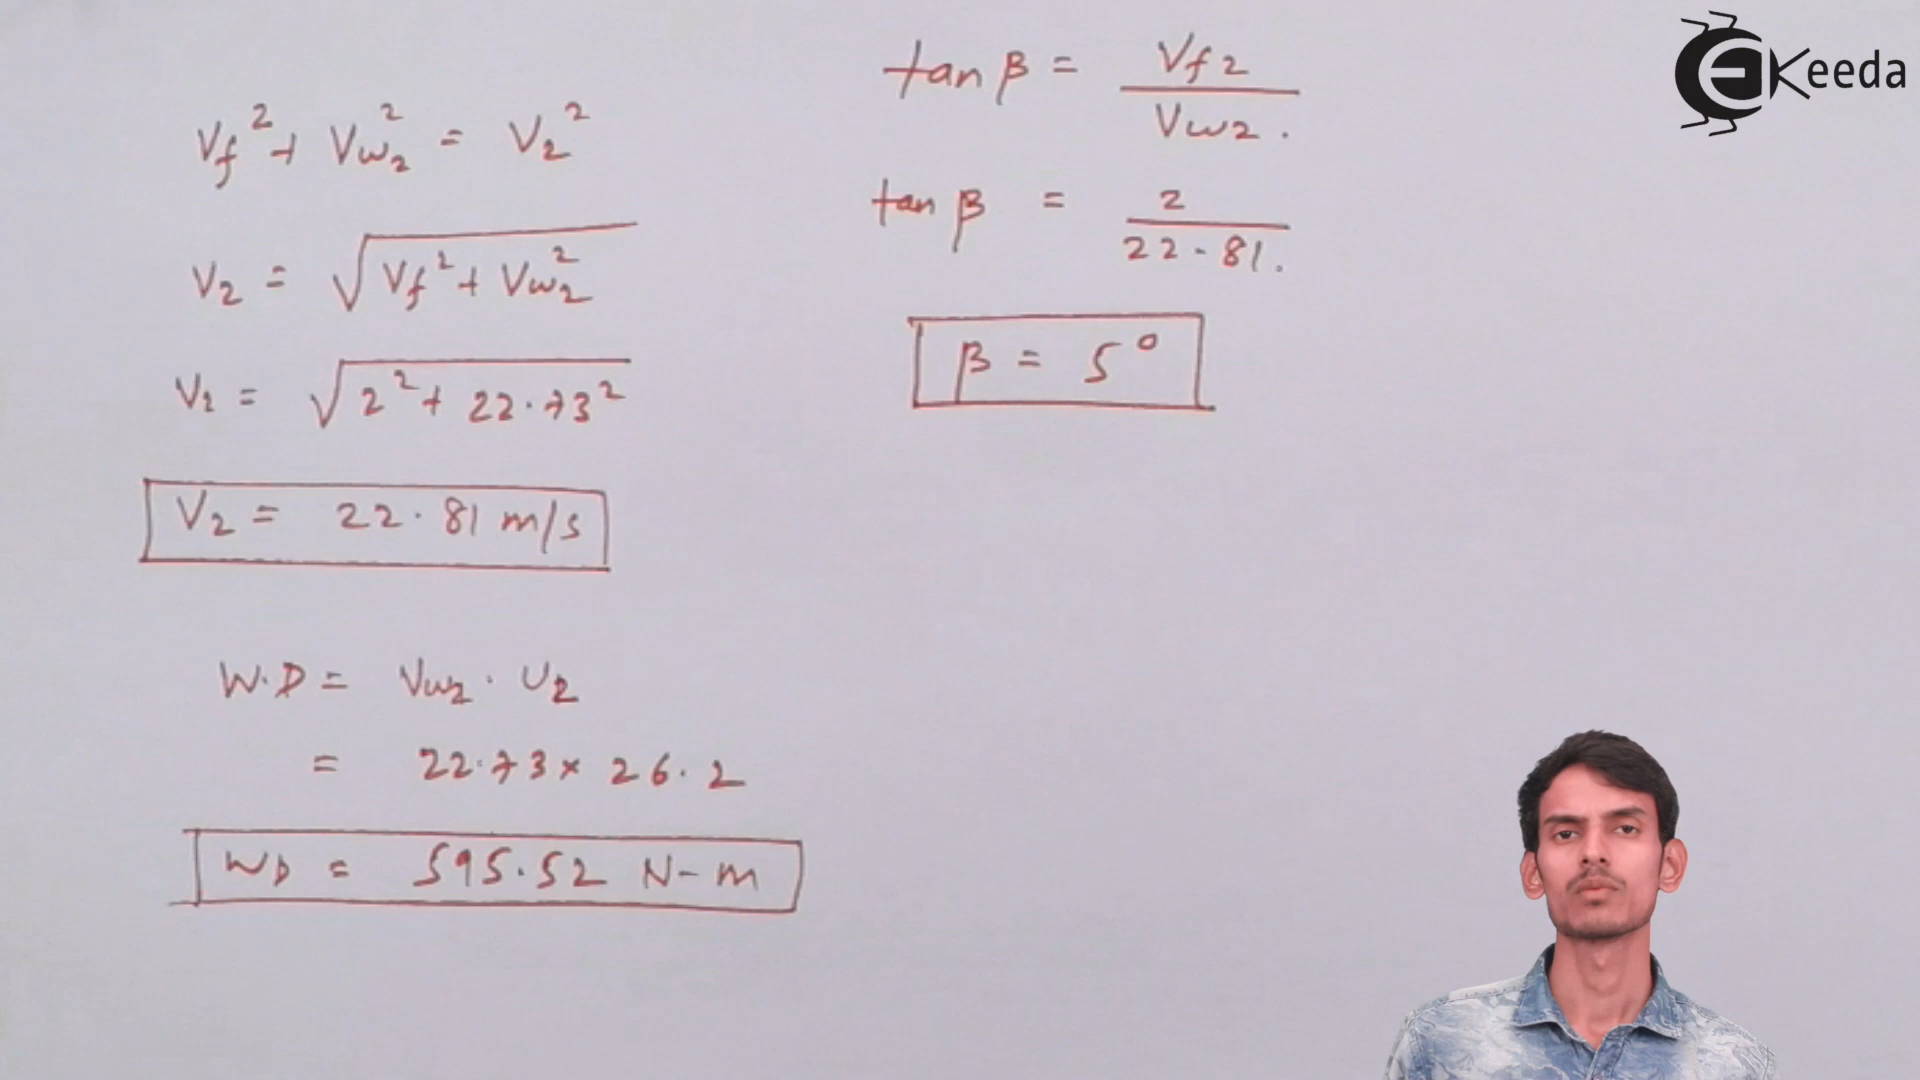 Vf² + Vw₂² = V₂²
V₂ = √(Vf² + Vw₂²)
V₂ = √(2² + 22.73²)
V₂ = 22.81 m/s
W.D = Vw₂ . U₂
= 22.73 × 26.2
WD = 595.52 N-m
tan β = Vf2 / Vw2 .
tan β = 2 / 22.81.
β = 5°
EKeeda